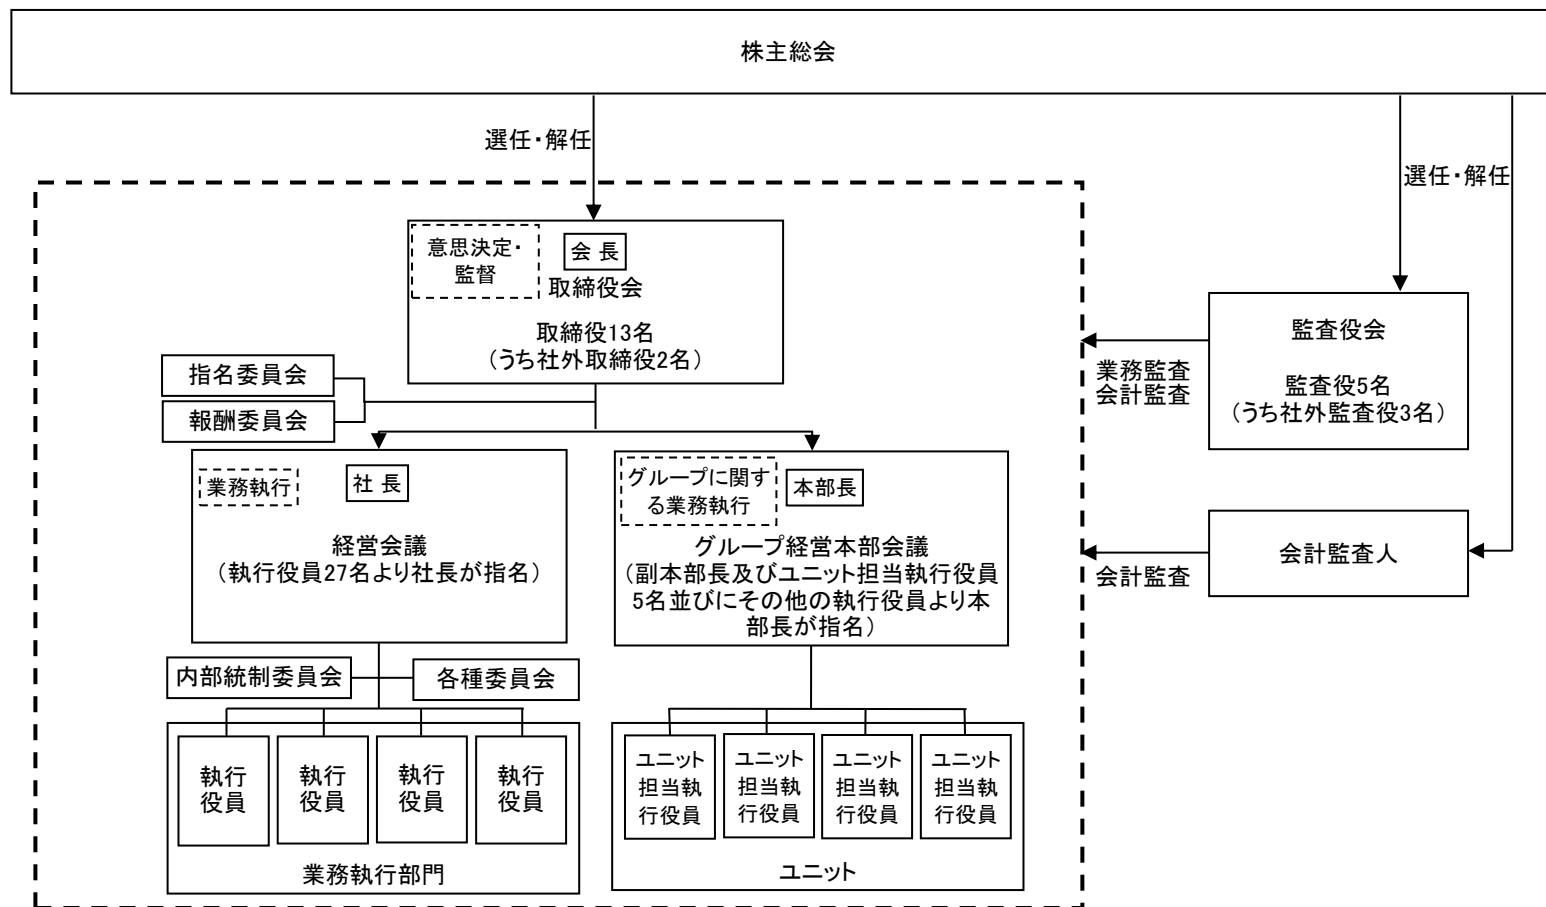 株主総会
選任・解任
選任・解任
意思決定・
監督
会 長
取締役会
取締役13名
(うち社外取締役2名)
指名委員会
報酬委員会
業務監査
会計監査
監査役会
監査役5名
(うち社外監査役3名)
業務執行
社 長
経営会議
(執行役員27名より社長が指名)
グループに関す
る業務執行
本部長
グループ経営本部会議
(副本部長及びユニット担当執行役員
5名並びにその他の執行役員より本
部長が指名)
会計監査
会計監査人
内部統制委員会
各種委員会
執行
役員
執行
役員
執行
役員
執行
役員
業務執行部門
ユニット
担当執
行役員
ユニット
担当執
行役員
ユニット
担当執
行役員
ユニット
担当執
行役員
ユニット